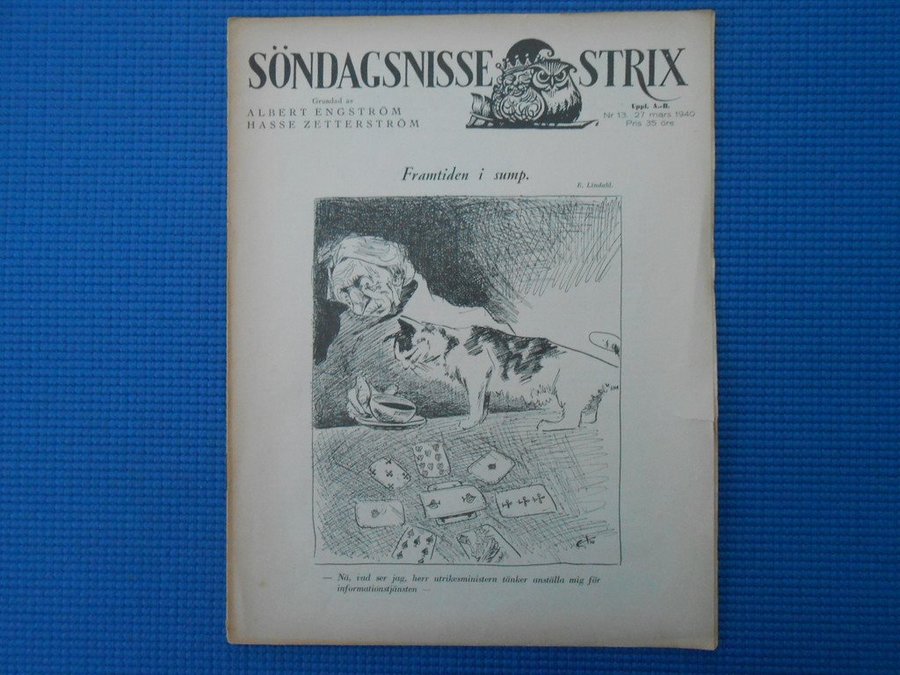 SÖNDAGSNISSE STRIX
Grundad av
ALBERT ENGSTRÖM
HASSE ZETTERSTRÖM
Uppl. A.-B.
Nr 13. 27 mars 1940
Pris 35 öre
Framtiden i sump.
E. Lindahl.
— Nä, vad ser jag, herr utrikesministern tänker anställa mig för
informationstjänsten —